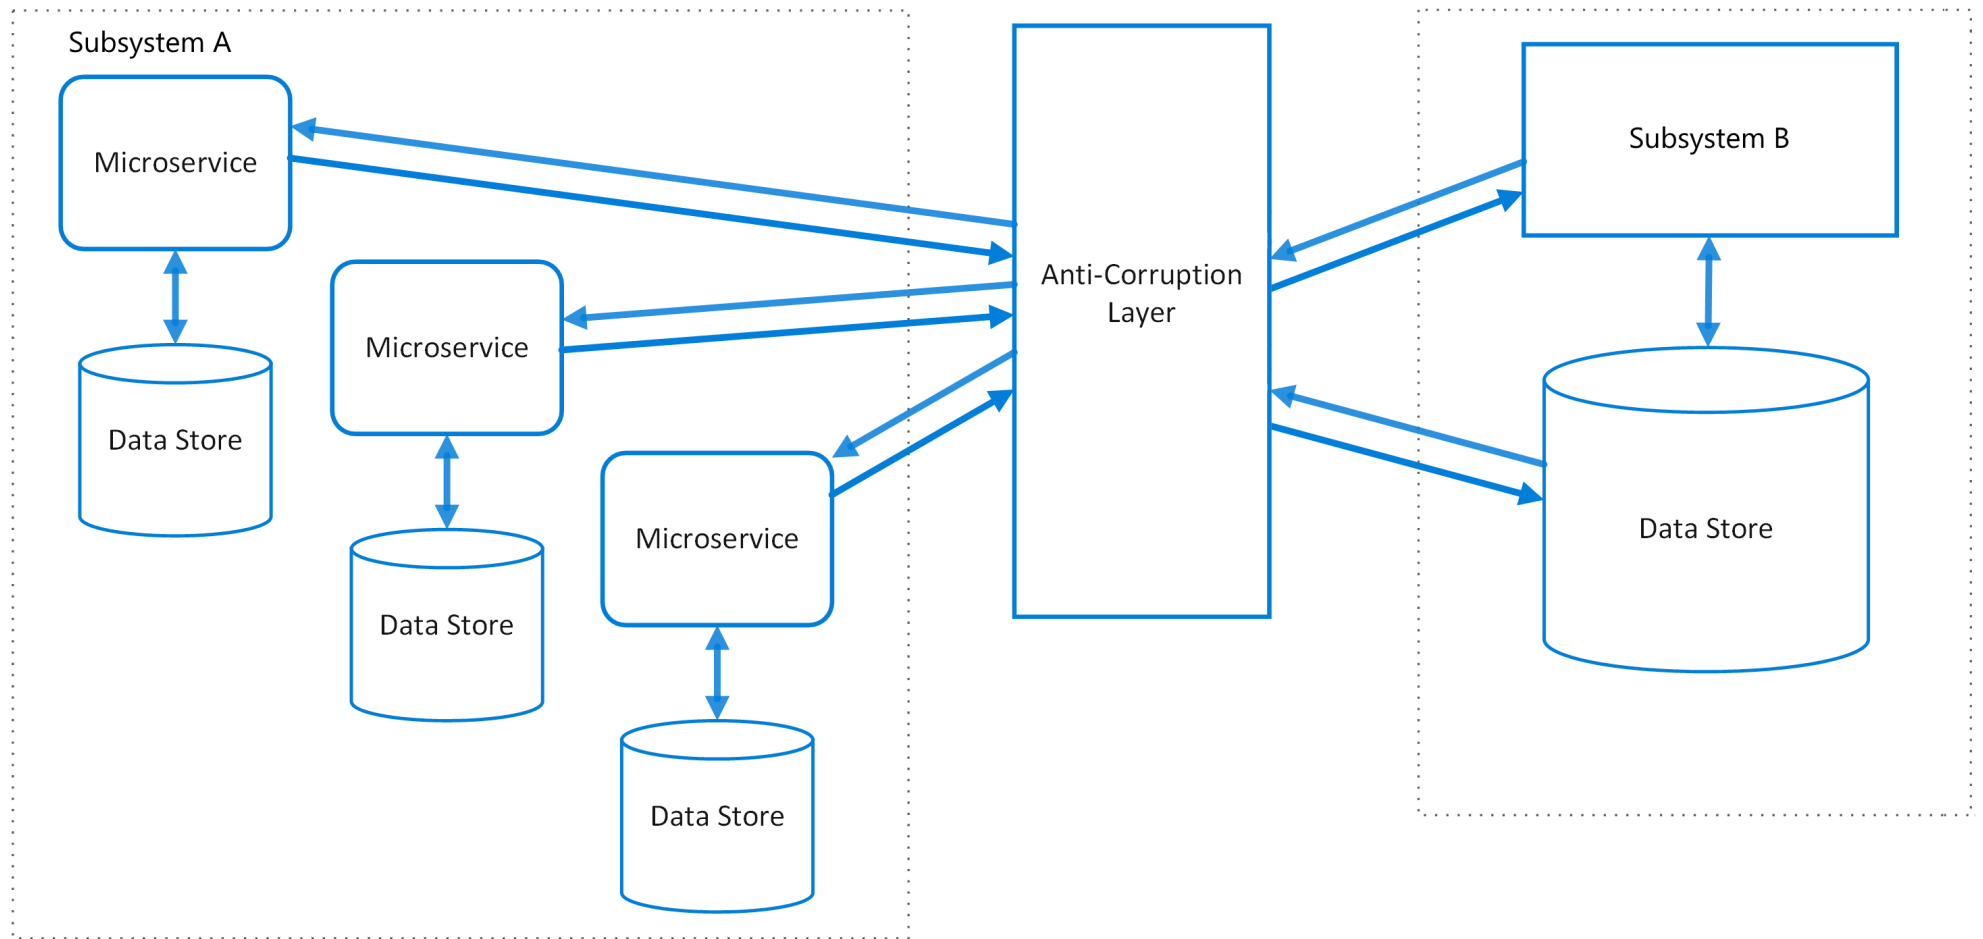 Subsystem A
Microservice
Data Store
Microservice
Data Store
Microservice
Data Store
Anti-Corruption
Layer
Subsystem B
Data Store